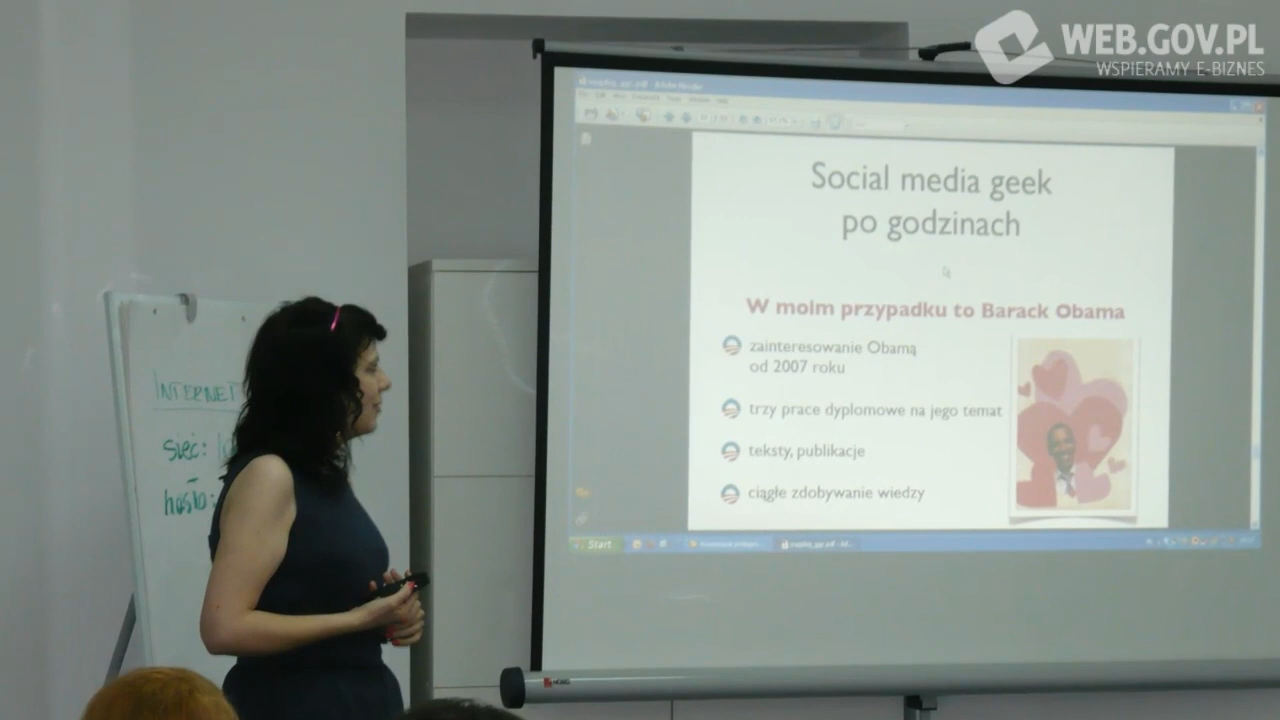 WEB.GOV.PL
WSPIERAMY E-BIZNES
Social media geek
po godzinach
W moim przypadku to Barack Obama
zainteresowanie Obamą
od 2007 roku
trzy prace dyplomowe na jego temat
teksty, publikacje
ciągłe zdobywanie wiedzy
Start
INTERNET
sieć:
hasło: